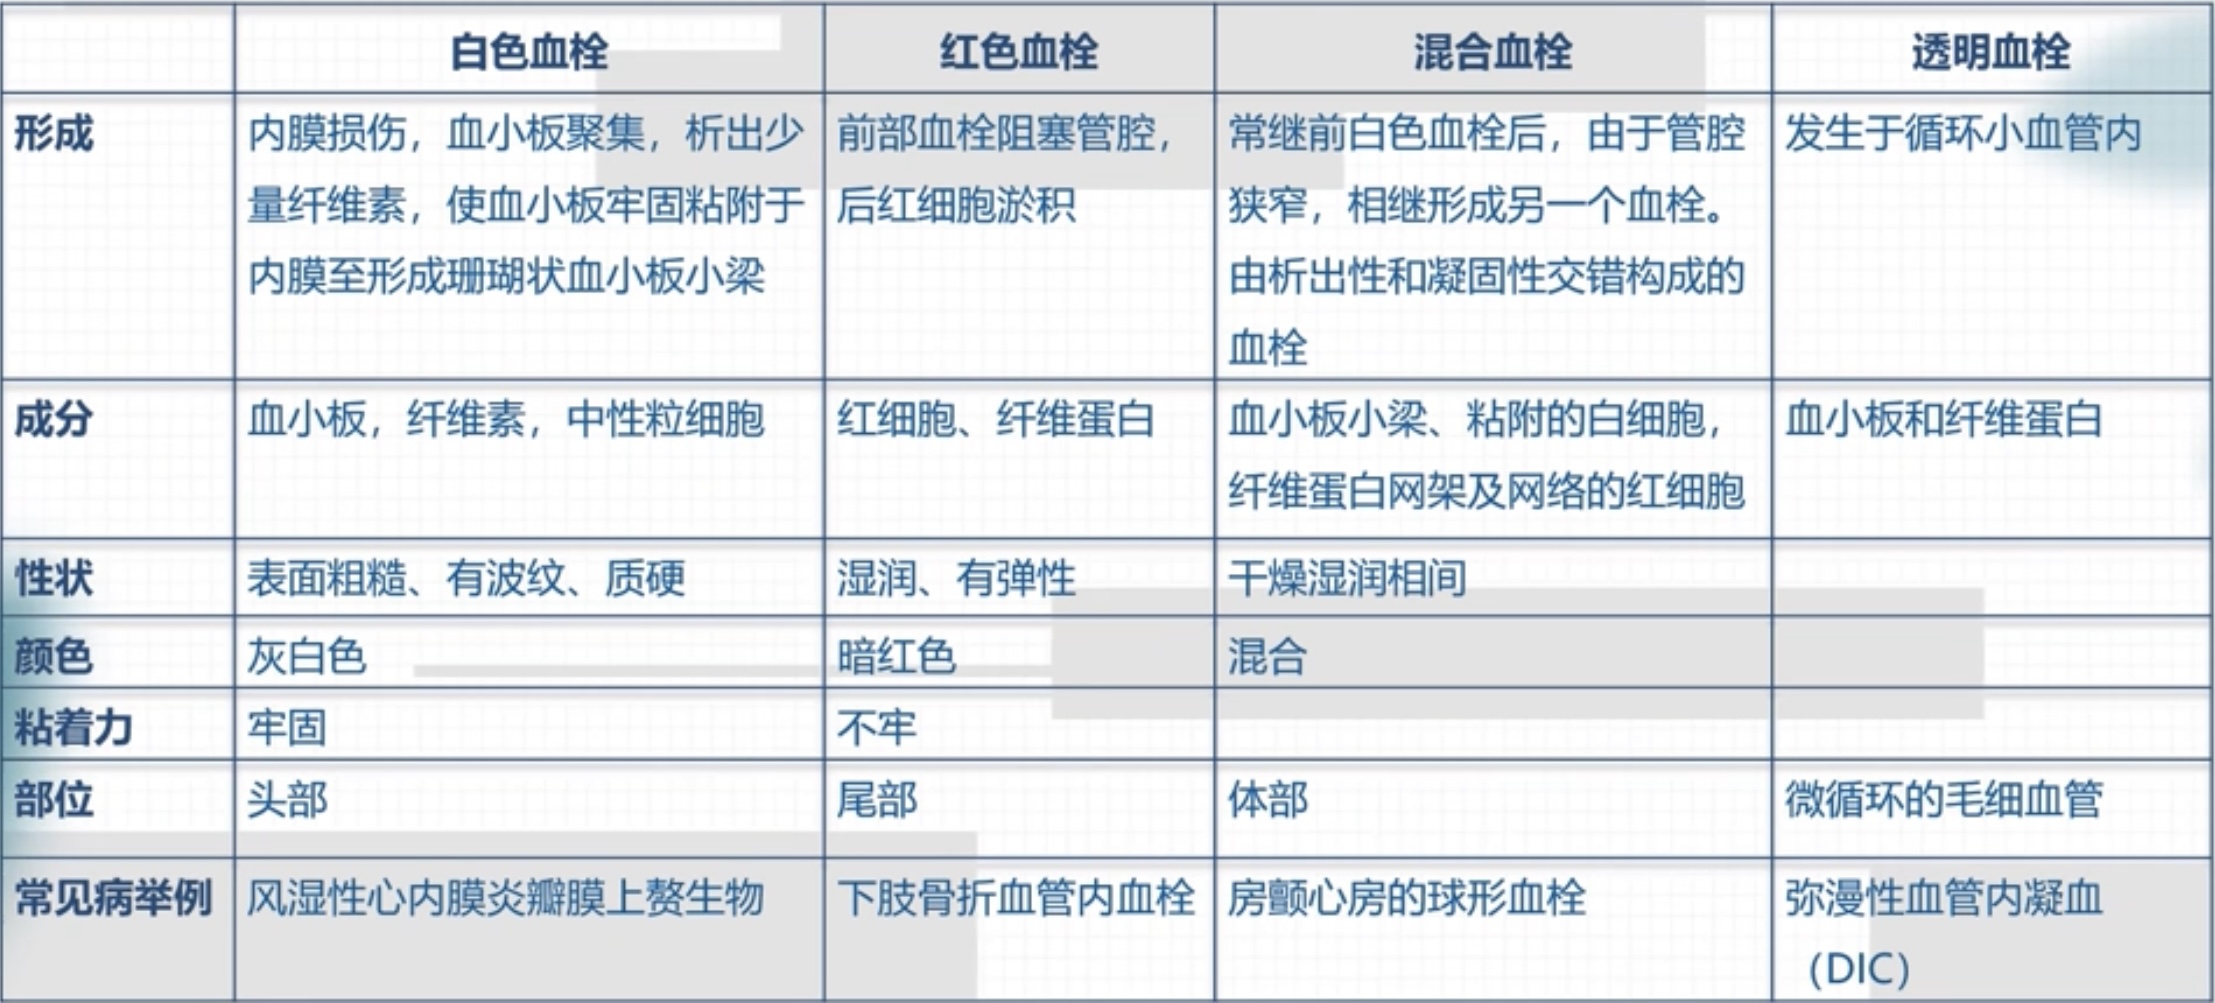 白色血栓 红色血栓 混合血栓 透明血栓
形成
内膜损伤，血小板聚集，析出少
量纤维素，使血小板牢固粘附于
内膜至形成珊瑚状血小板小梁
前部血栓阻塞管腔，
后红细胞淤积
常继前白色血栓后，由于管腔
狭窄，相继形成另一个血栓。
由析出性和凝固性交错构成的
血栓
发生于循环小血管内
成分
血小板，纤维素，中性粒细胞
红细胞、纤维蛋白
血小板小梁、粘附的白细胞，
纤维蛋白网架及网络的红细胞
血小板和纤维蛋白
性状 表面粗糙、有波纹、质硬 湿润、有弹性 干燥湿润相间
颜色 灰白色 暗红色 混合
粘着力 牢固 不牢
部位 头部 尾部 体部 微循环的毛细血管
常见病举例
风湿性心内膜炎瓣膜上赘生物
下肢骨折血管内血栓
房颤心房的球形血栓
弥漫性血管内凝血
（DIC）